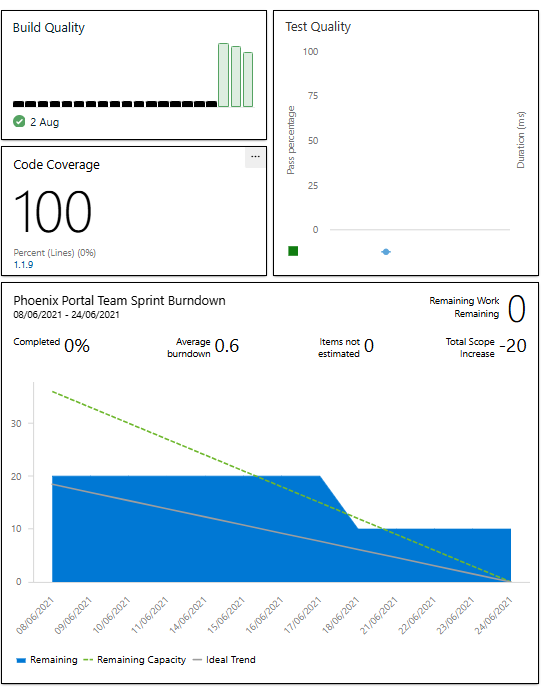 Build Quality
2 Aug
Test Quality
100
75
50
25
0
Pass percentage
Duration (ms)
Code Coverage
...
100
Percent (Lines) (0%)
1.1.9
Phoenix Portal Team Sprint Burndown
08/06/2021 - 24/06/2021
Remaining Work
Remaining
0
Completed 0%
Average
burndown
0.6
Items not
estimated
0
Total Scope
Increase
-20
30
20
10
0
08/06/2021
09/06/2021
10/06/2021
11/06/2021
14/06/2021
15/06/2021
16/06/2021
17/06/2021
18/06/2021
21/06/2021
22/06/2021
23/06/2021
24/06/2021
Remaining Remaining Capacity Ideal Trend